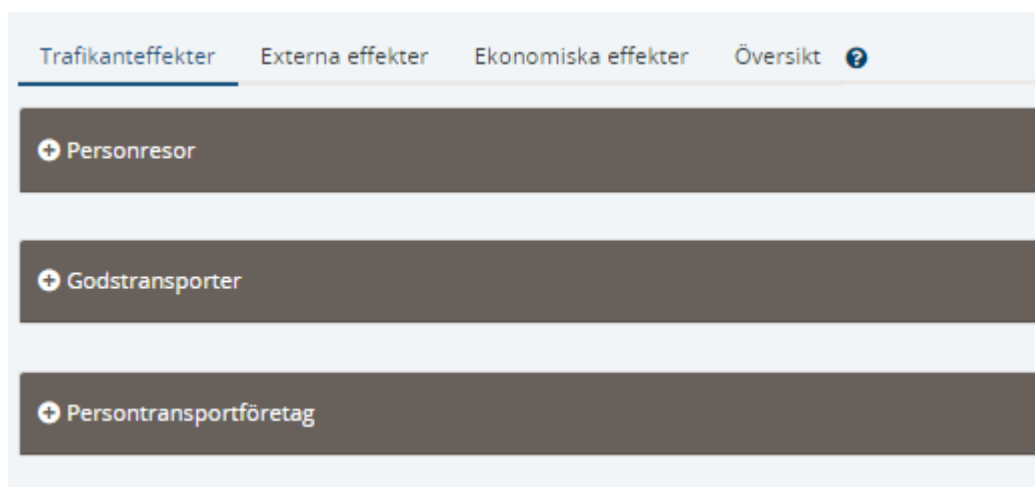 Trafikanteffekter Externa effekter Ekonomiska effekter Översikt ?
Personresor
Godstransporter
Persontransportföretag